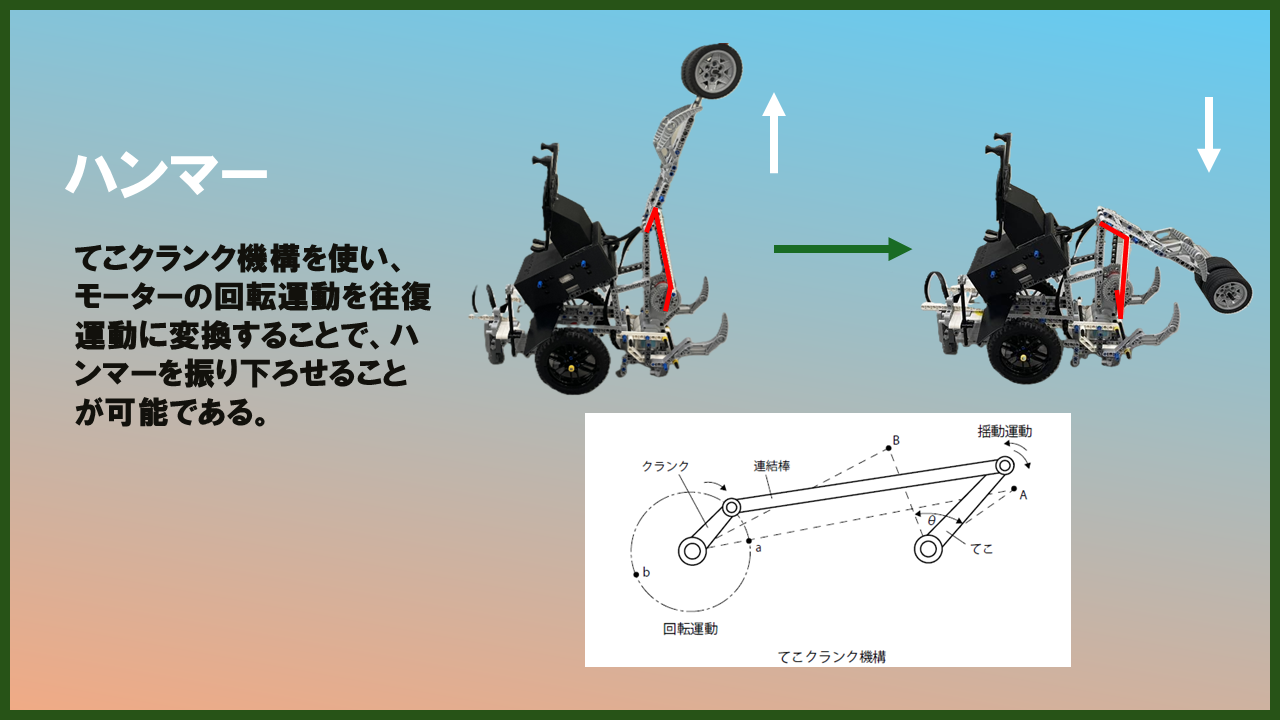 ハンマー
てこクランク機構を使い、
モーターの回転運動を往復
運動に変換することで、ハ
ンマーを振り下ろせること
が可能である。
B
揺動運動
クランク
連結棒
A
θ
a
てこ
b
回転運動
てこクランク機構